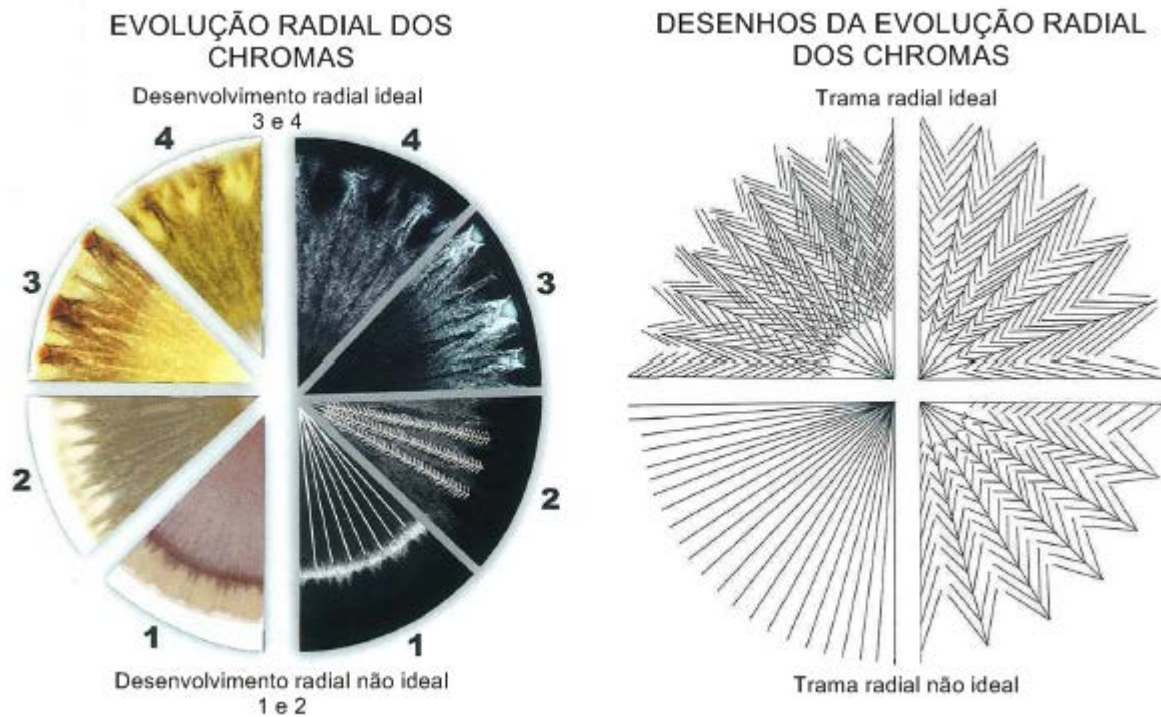 EVOLUÇÃO RADIAL DOS
CHROMAS
Desenvolvimento radial ideal
3 e 4
4
4
3
3
2
2
1
1
Desenvolvimento radial não ideal
1 e 2
DESENHOS DA EVOLUÇÃO RADIAL
DOS CHROMAS
Trama radial ideal
Trama radial não ideal